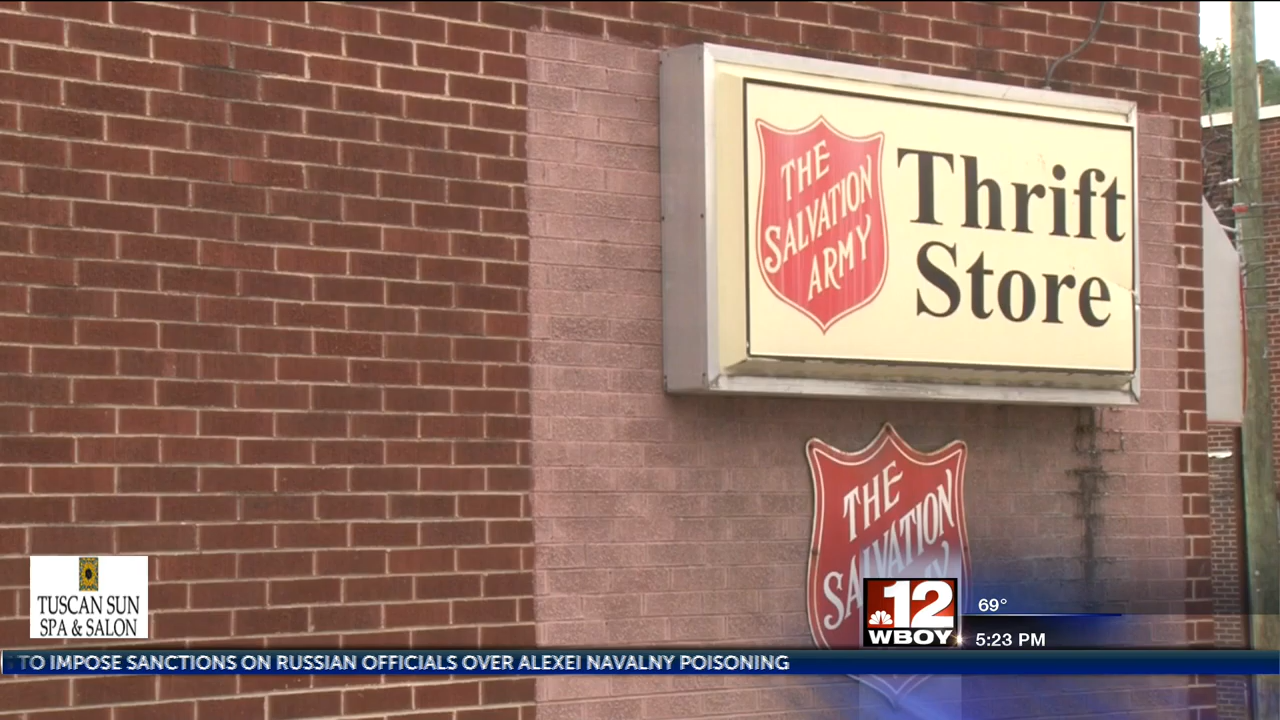 THE
SALVATION
ARMY
Thrift
Store
THE
SALVATION
TUSCAN SUN
SPA & SALON
12
WBOY
69°
5:23 PM
TO IMPOSE SANCTIONS ON RUSSIAN OFFICIALS OVER ALEXEI NAVALNY POISONING